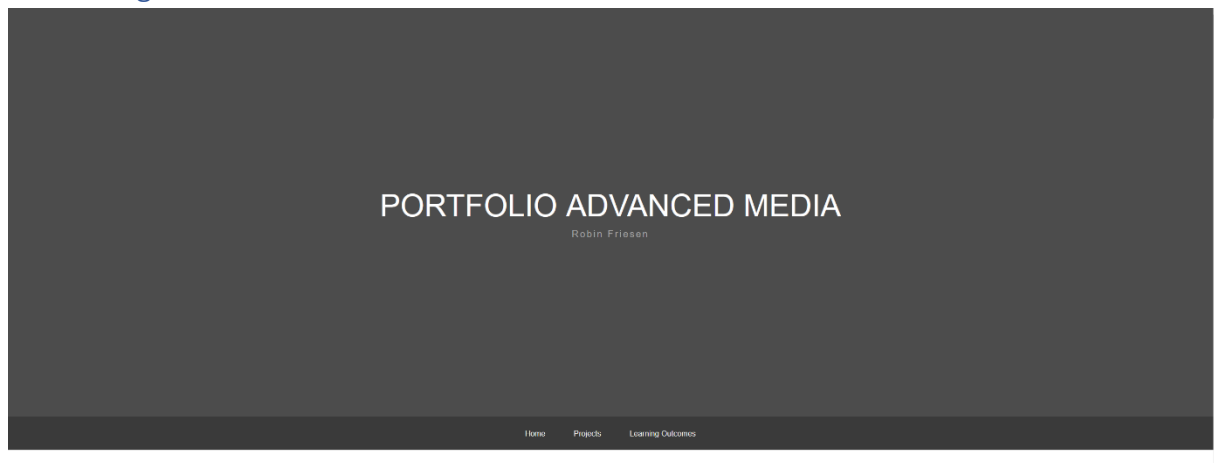 PORTFOLIO ADVANCED MEDIA
Robin Friesen
Home Projects Learning Outcomes